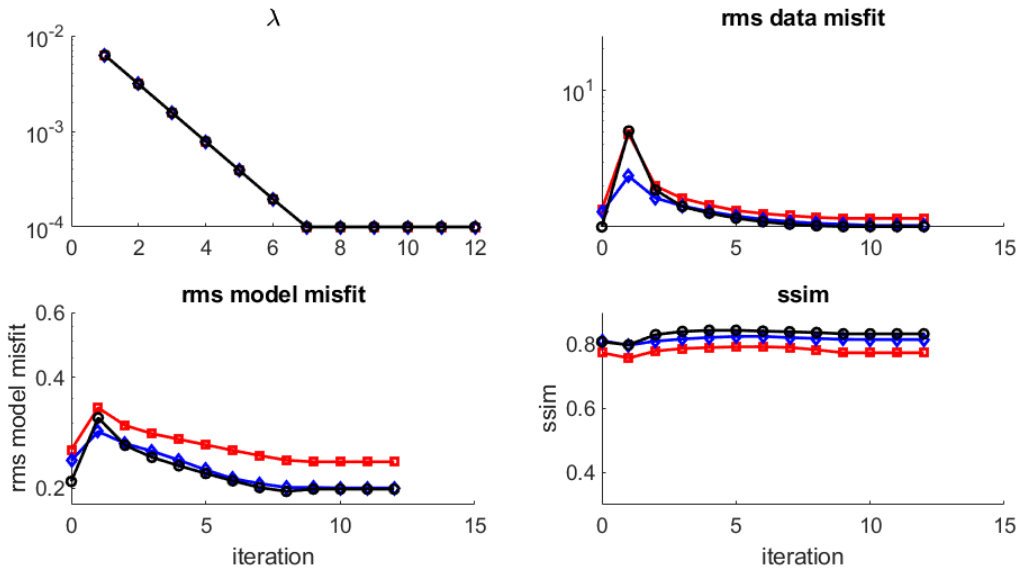 λ
10^-2
10^-3
10^-4
0 2 4 6 8 10 12
rms data misfit
10^1
0 5 10 15
rms model misfit
rms model misfit
0.6
0.4
0.2
0 5 10 15
iteration
ssim
ssim
0.8
0.6
0.4
0 5 10 15
iteration